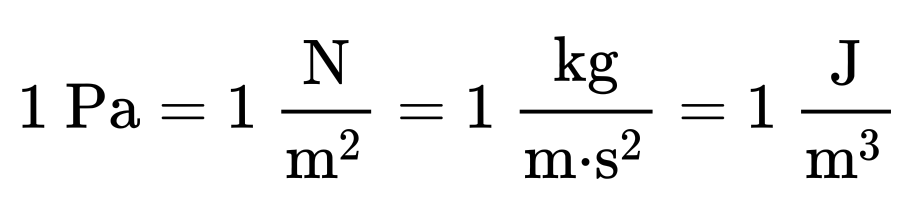 1 Pa = 1 N/m² = 1 kg/m·s² = 1 J/m³